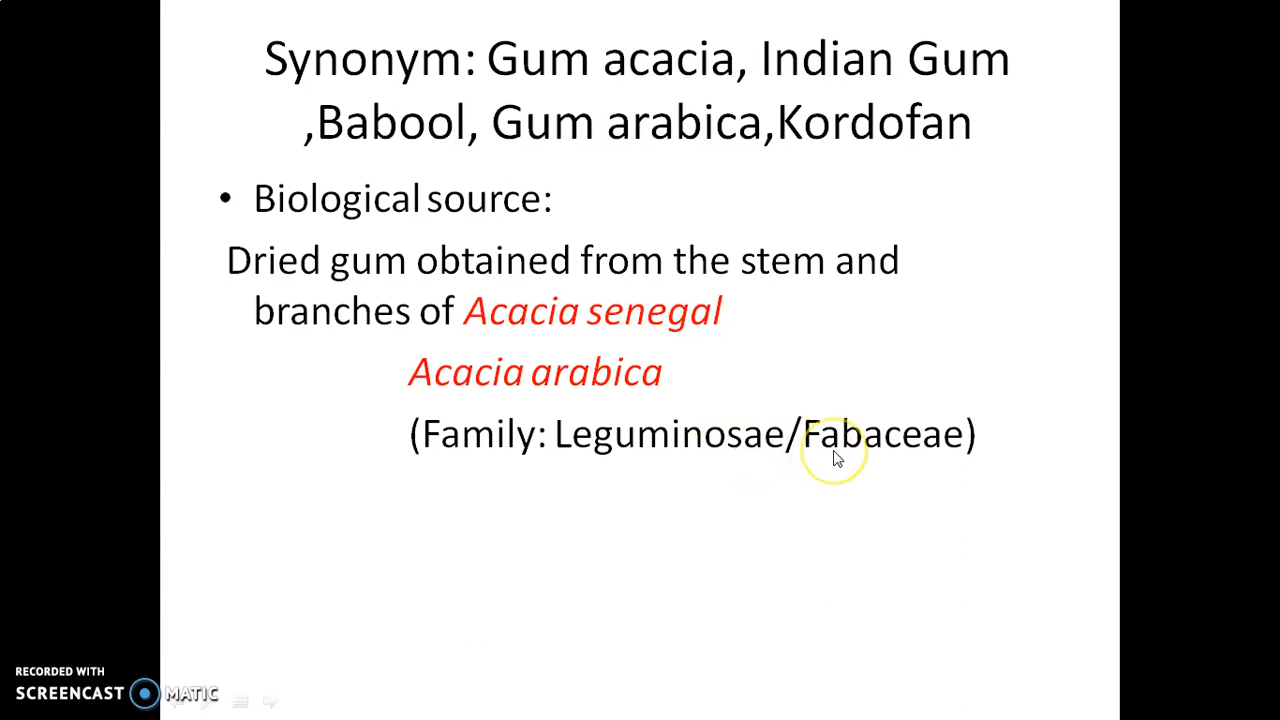 Synonym: Gum acacia, Indian Gum
,Babool, Gum arabica,Kordofan
• Biological source:
Dried gum obtained from the stem and
branches of Acacia senegal
Acacia arabica
(Family: Leguminosae/Fabaceae)
RECORDED WITH
SCREENCAST MATIC